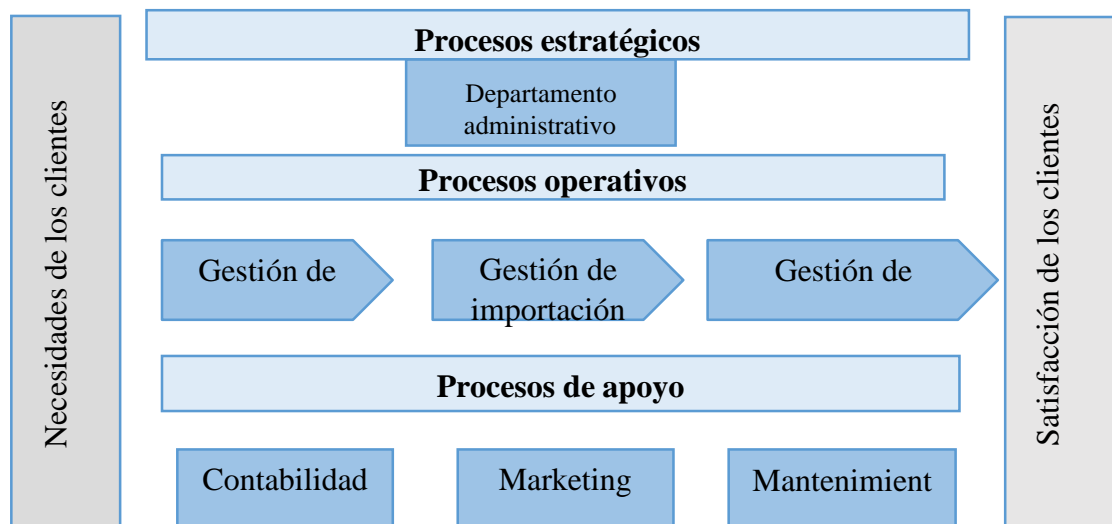 Necesidades de los clientes
Procesos estratégicos
Departamento
administrativo
Procesos operativos
Gestión de
Gestión de
importación
Gestión de
Procesos de apoyo
Contabilidad
Marketing
Mantenimient
Satisfacción de los clientes